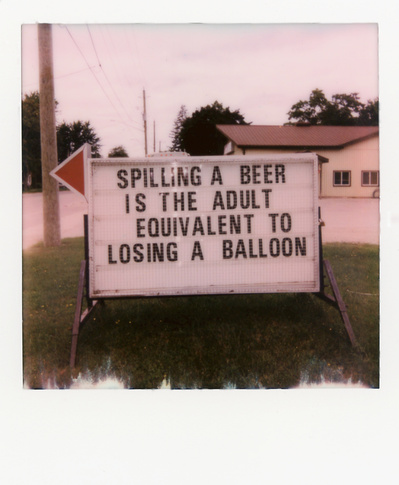 SPILLING A BEER
IS THE ADULT
EQUIVALENT TO
LOSING A BALLOON